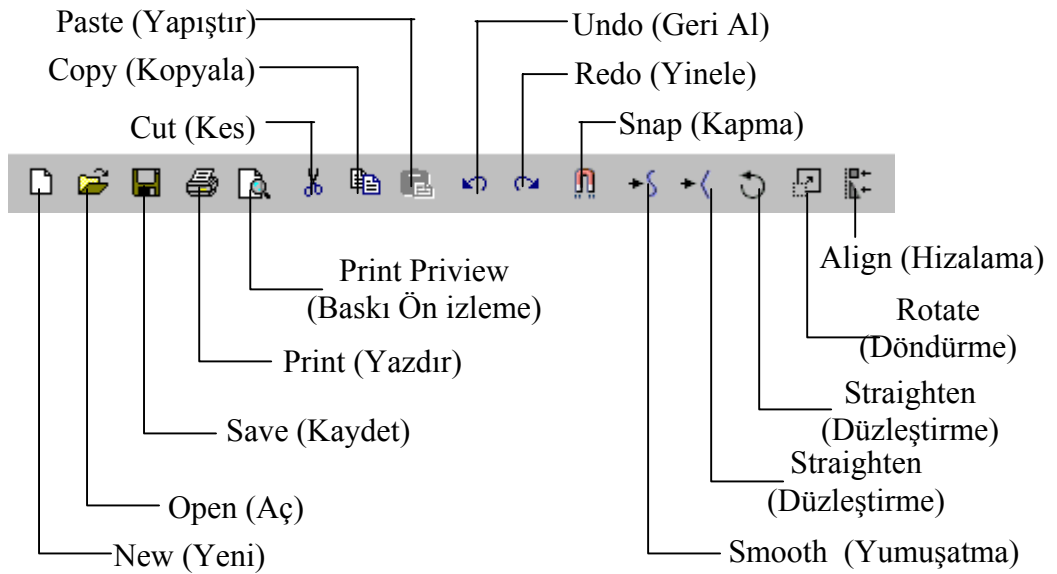 Paste (Yapıştır)
Undo (Geri Al)
Copy (Kopyala)
Redo (Yinele)
Cut (Kes)
Snap (Kapma)
Align (Hizalama)
Print Priview
(Baskı Ön izleme)
Rotate
(Döndürme)
Print (Yazdır)
Straighten
(Düzleştirme)
Save (Kaydet)
Straighten
(Düzleştirme)
Open (Aç)
New (Yeni)
Smooth (Yumuşatma)